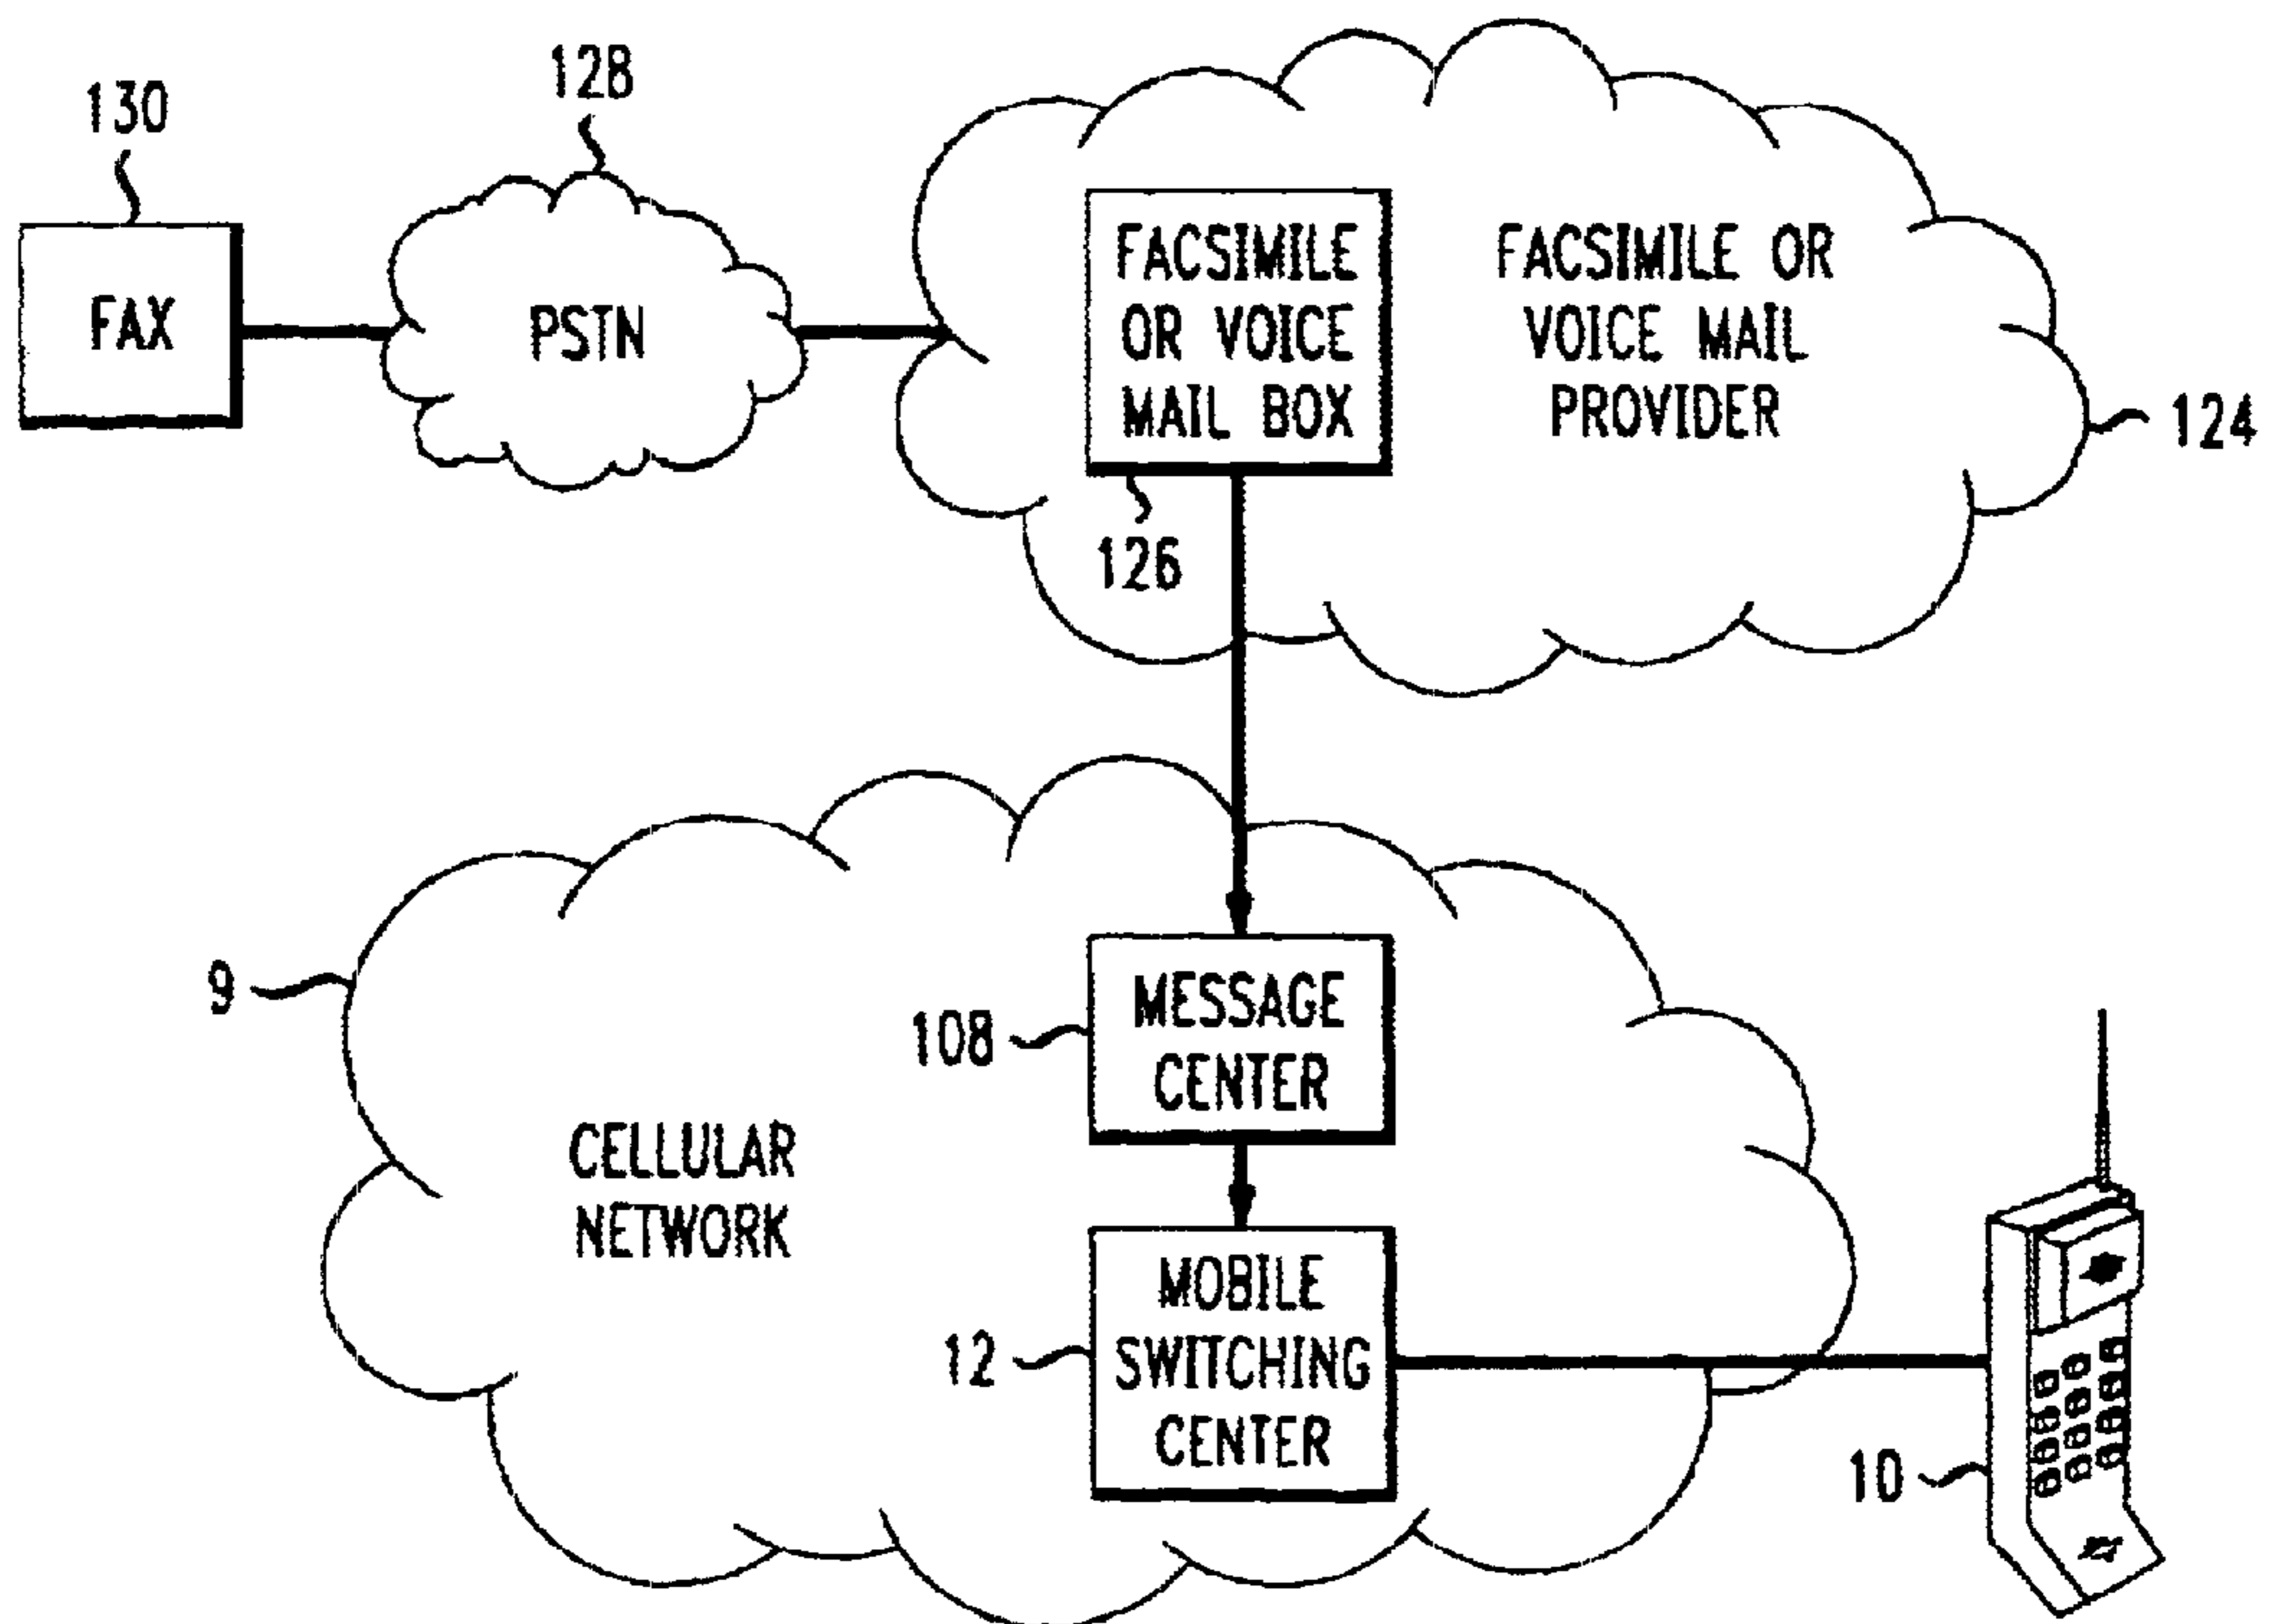 130
128
FAX
PSTN
FACSIMILE
OR VOICE
MAIL BOX
FACSIMILE OR
VOICE MAIL
PROVIDER
124
126
9
MESSAGE
CENTER
108
CELLULAR
NETWORK
MOBILE
SWITCHING
CENTER
12
10